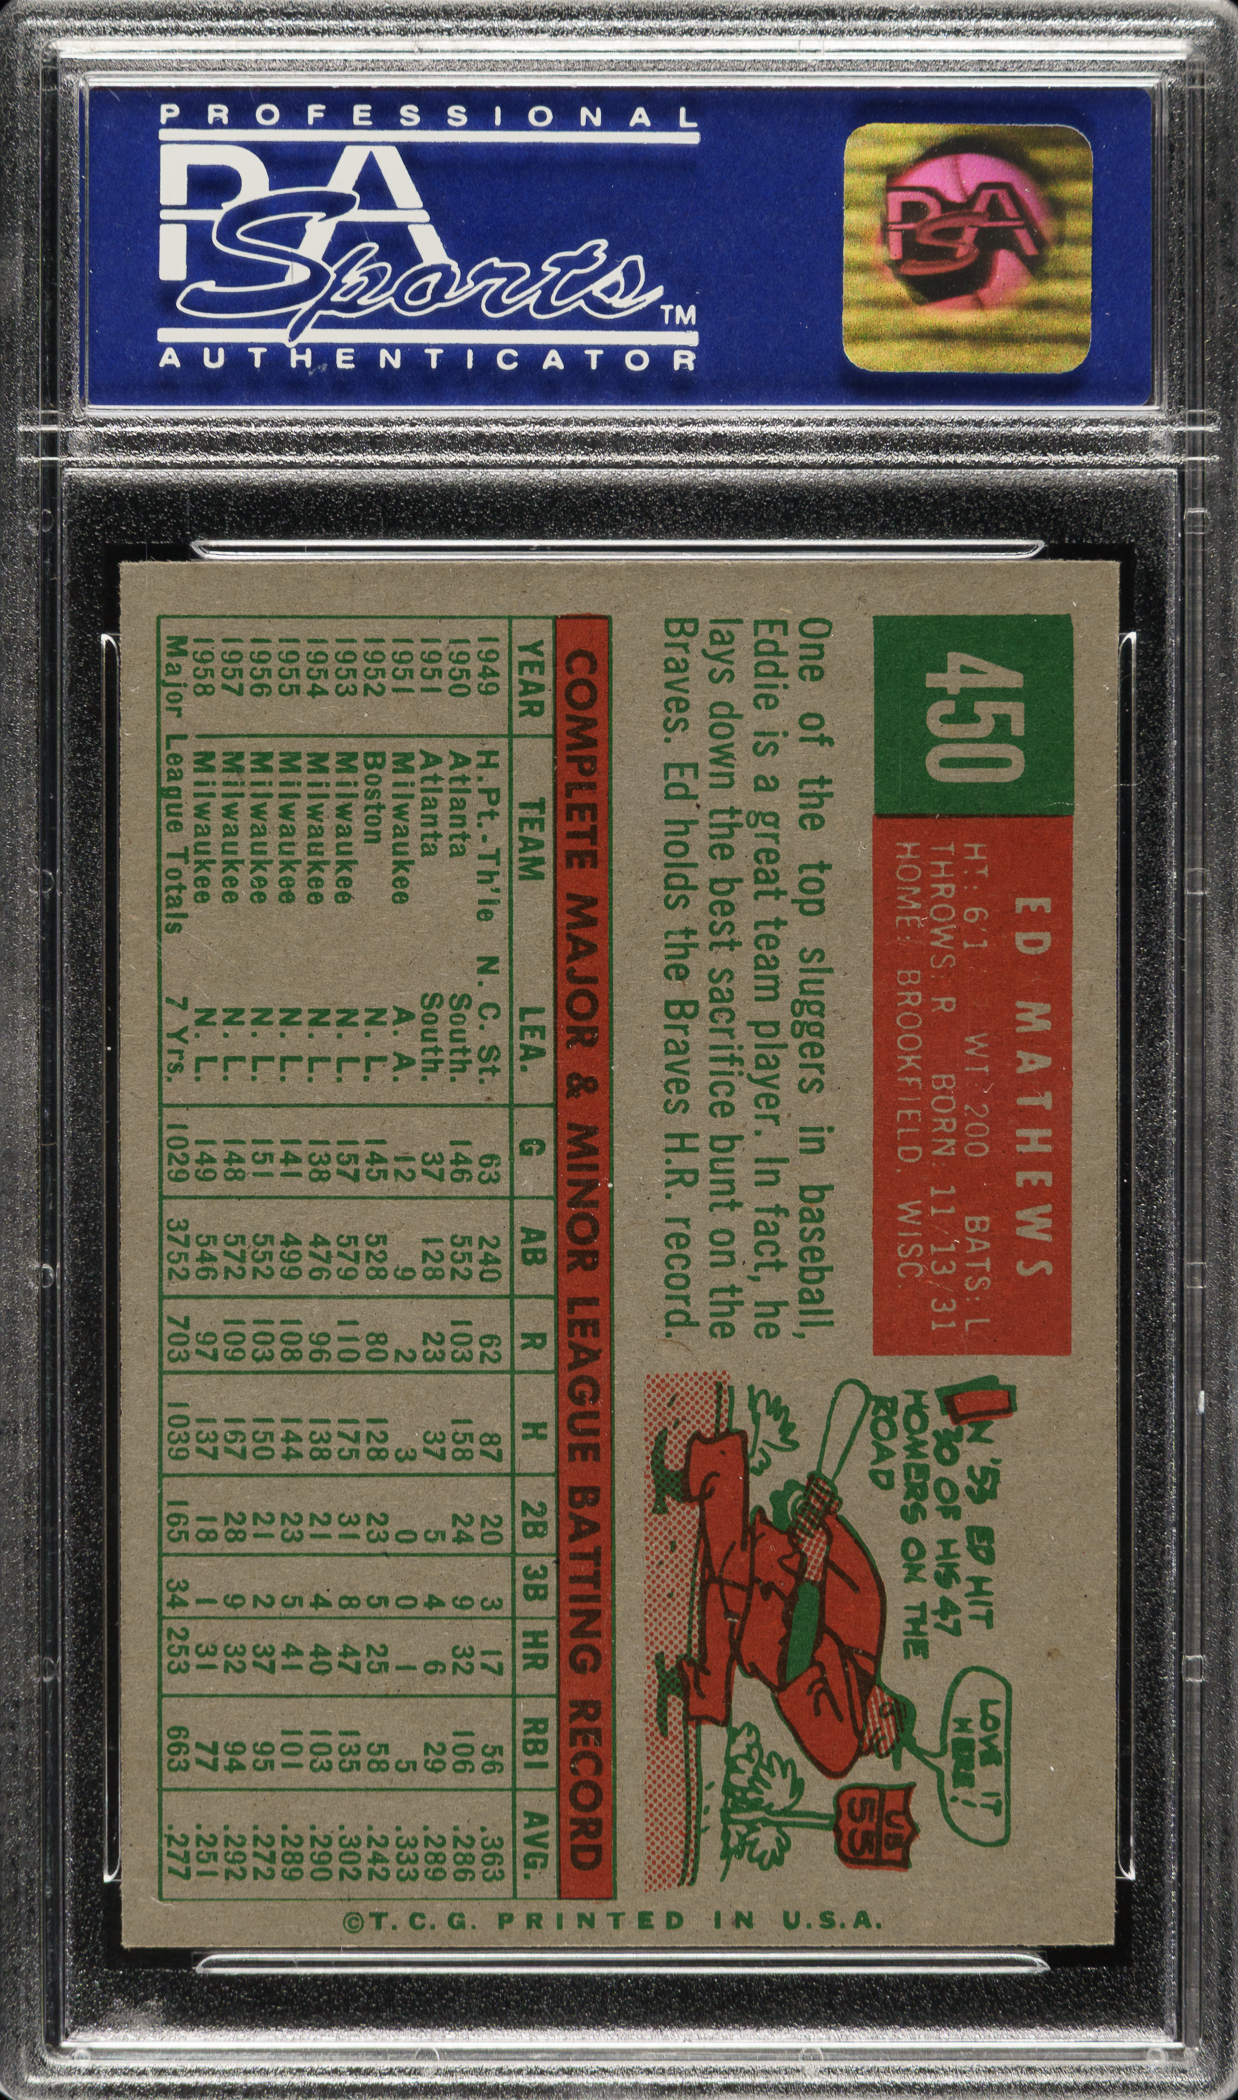 PROFESSIONAL
PSA
Sports TM
AUTHENTICATOR
PSA
450
ED MATHEWS
HT: 6'1 WT: 200 BATS: L
THROWS: R BORN: 11/13/31
HOME: BROOKFIELD, WISC.
One of the top sluggers in baseball,
Eddie is a great team player. In fact, he
lays down the best sacrifice bunt on the
Braves. Ed holds the Braves H.R. record.
IN '53 ED HIT
30 OF HIS 47
HOMERS ON THE
ROAD
LOVE IT
HERE!
US
55
COMPLETE MAJOR & MINOR LEAGUE BATTING RECORD
YEAR TEAM LEA. G AB R H 2B 3B HR RBI AVG.
1949 H.Pt.-Th'le N. C. St. 63 240 62 87 20 3 17 56 .363
1950 Atlanta South. 146 552 103 158 24 9 32 106 .286
1951 Atlanta South. 37 128 23 37 5 4 6 29 .289
1951 Milwaukee A. A. 12 9 2 3 0 0 1 5 .333
1952 Boston N. L. 145 528 80 128 23 5 25 58 .242
1953 Milwaukee N. L. 157 579 110 175 31 8 47 135 .302
1954 Milwaukee N. L. 138 476 96 138 21 4 40 103 .290
1955 Milwaukee N. L. 141 499 108 144 23 5 41 101 .289
1956 Milwaukee N. L. 151 552 103 150 21 2 37 95 .272
1957 Milwaukee N. L. 148 572 109 167 28 9 32 94 .292
1958 Milwaukee N. L. 149 546 97 137 18 1 31 77 .251
Major League Totals 7 Yrs. 1029 3752 703 1039 165 34 253 663 .277
©T. C. G. PRINTED IN U.S.A.